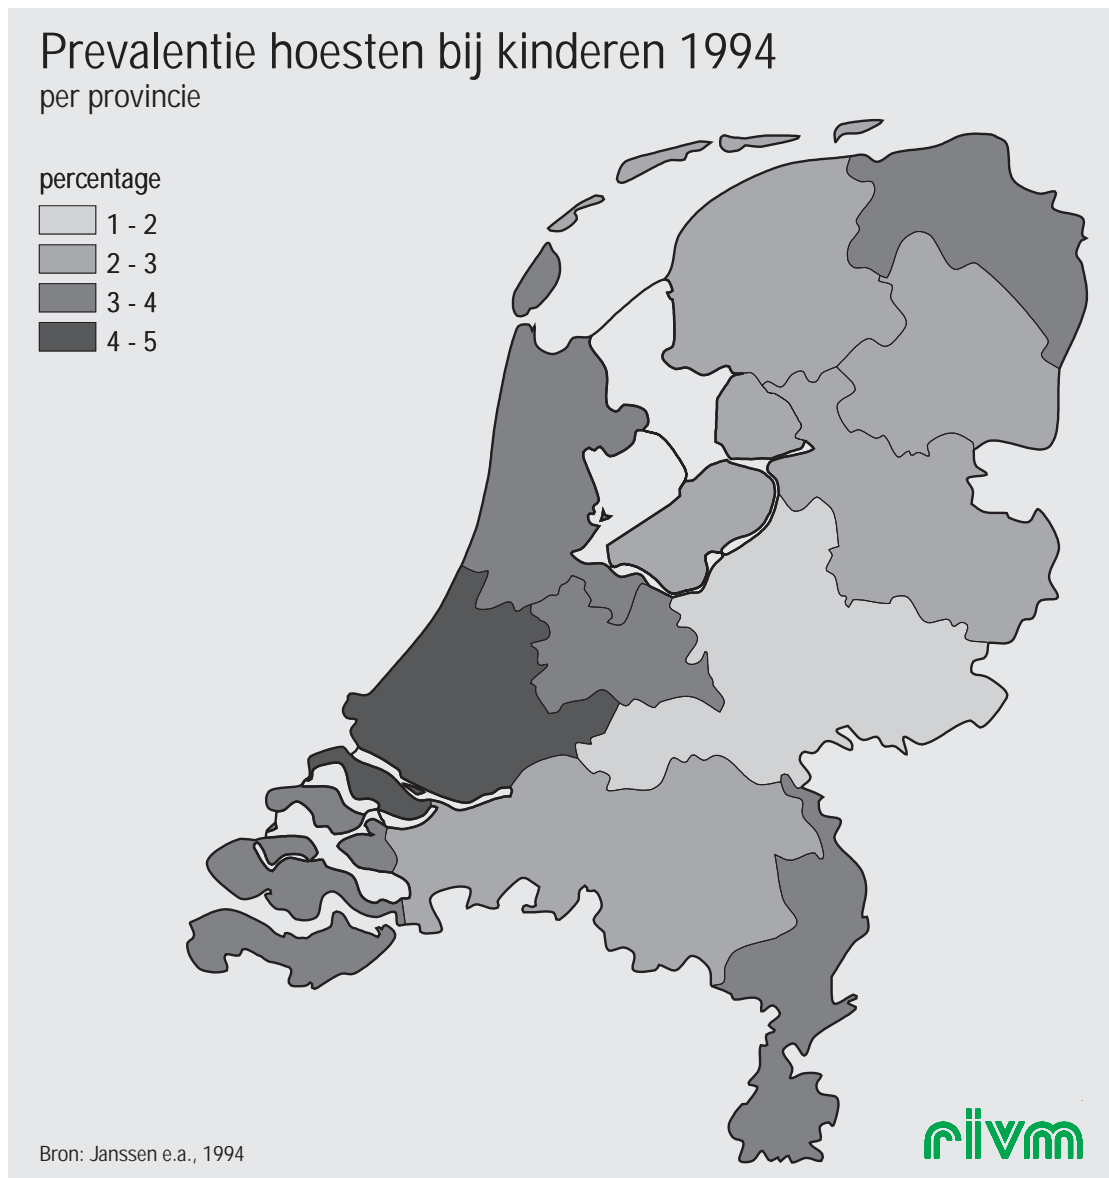 Prevalentie hoesten bij kinderen 1994
per provincie
percentage
1 - 2
2 - 3
3 - 4
4 - 5
Bron: Janssen e.a., 1994
rivm